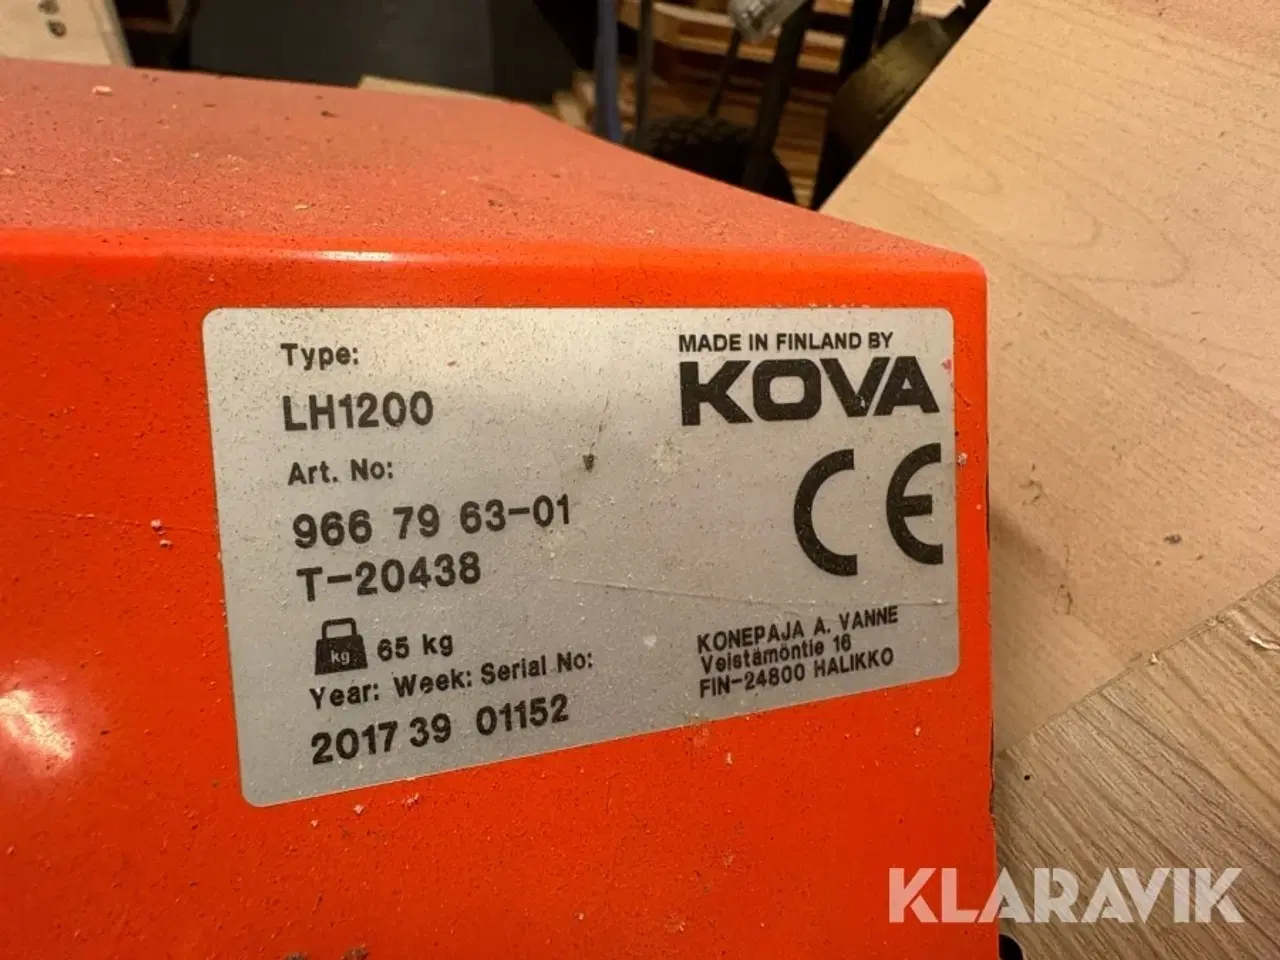 Type:
LH1200
Art. No:
966 79 63-01
T-20438
kg 65 kg
Year: Week: Serial No:
2017 39 01152
MADE IN FINLAND BY
KOVA
CE
KONEPAJA A. VANNE
Veistämöntie 16
FIN-24800 HALIKKO
KLARAVIK